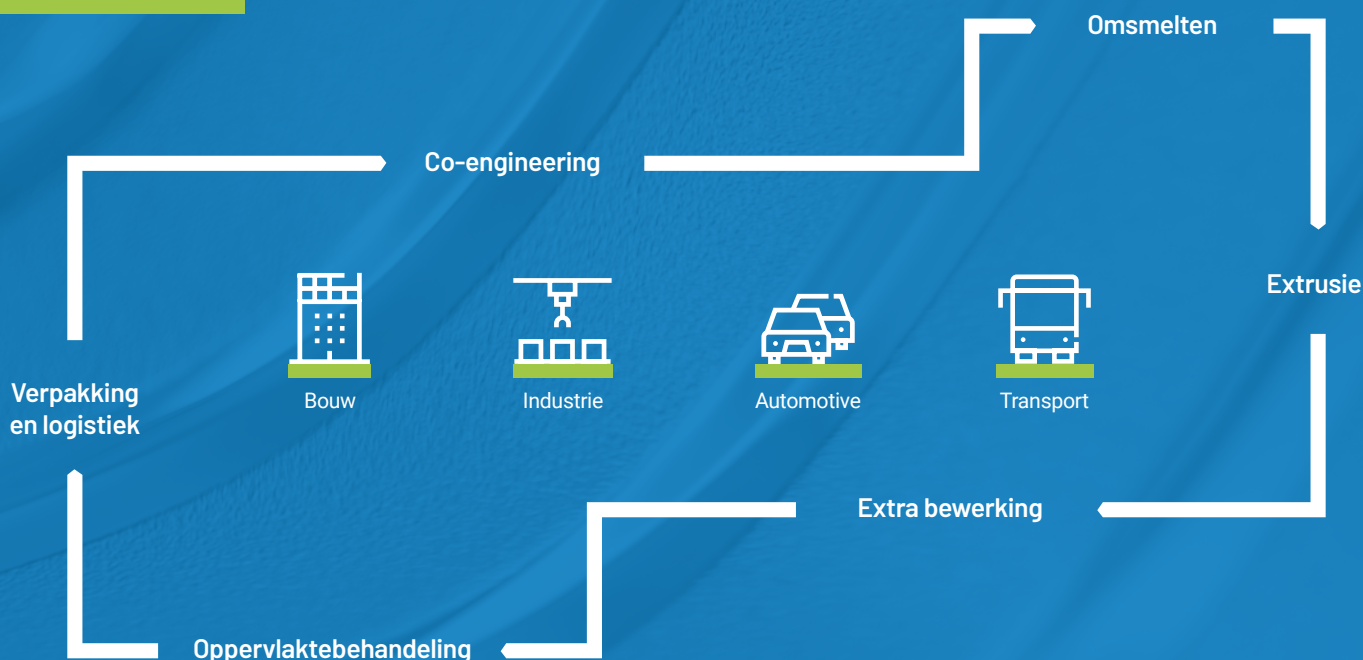 Omsmelten
Co-engineering
Extrusie
Bouw
Industrie
Automotive
Transport
Verpakking
en logistiek
Extra bewerking
Oppervlaktebehandeling